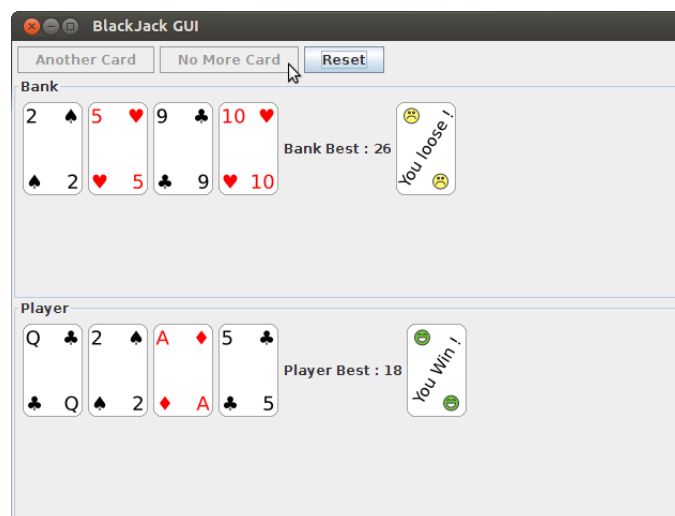 BlackJack GUI
Another Card No More Card Reset
Bank
2♠ 5♥ 9♣ 10♥
Bank Best : 26
You loose !
♠2 ♥5 ♣9 ♥10
Player
Q♣ 2♠ A♦ 5♣
Player Best : 18
You Win !
♣Q ♠2 ♦A ♣5